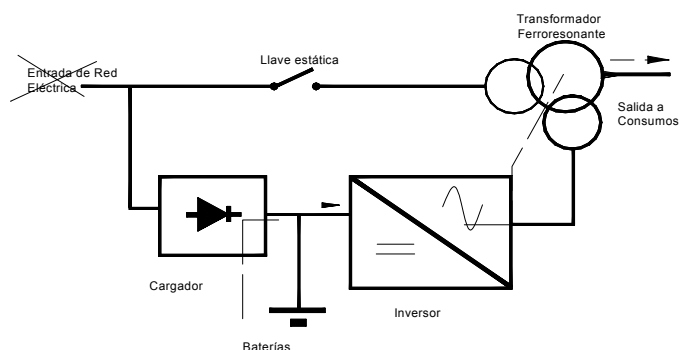 Transformador
Ferroresonante
Llave estática
Entrada de Red
Eléctrica
Salida a
Consumos
Cargador
Inversor
Baterías